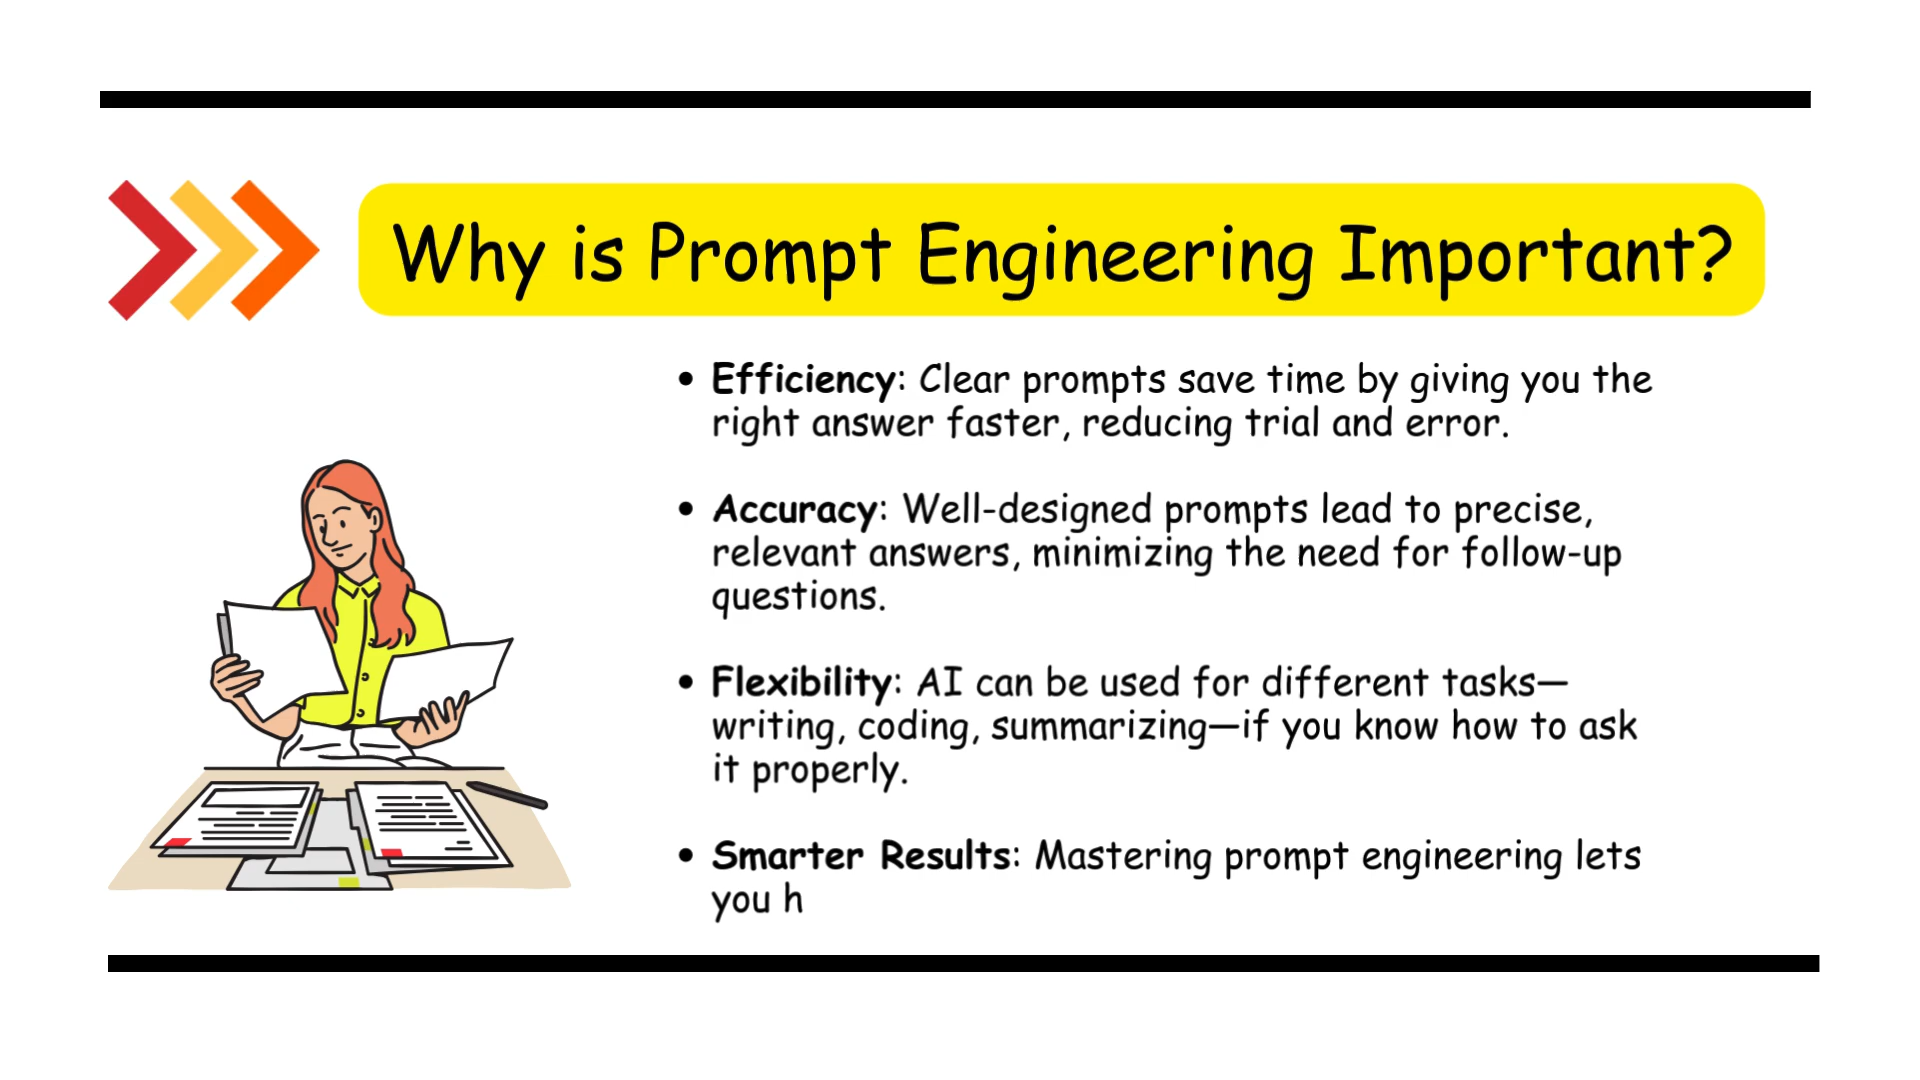 Why is Prompt Engineering Important?
• Efficiency: Clear prompts save time by giving you the
right answer faster, reducing trial and error.
• Accuracy: Well-designed prompts lead to precise,
relevant answers, minimizing the need for follow-up
questions.
• Flexibility: AI can be used for different tasks—
writing, coding, summarizing—if you know how to ask
it properly.
• Smarter Results: Mastering prompt engineering lets
you h